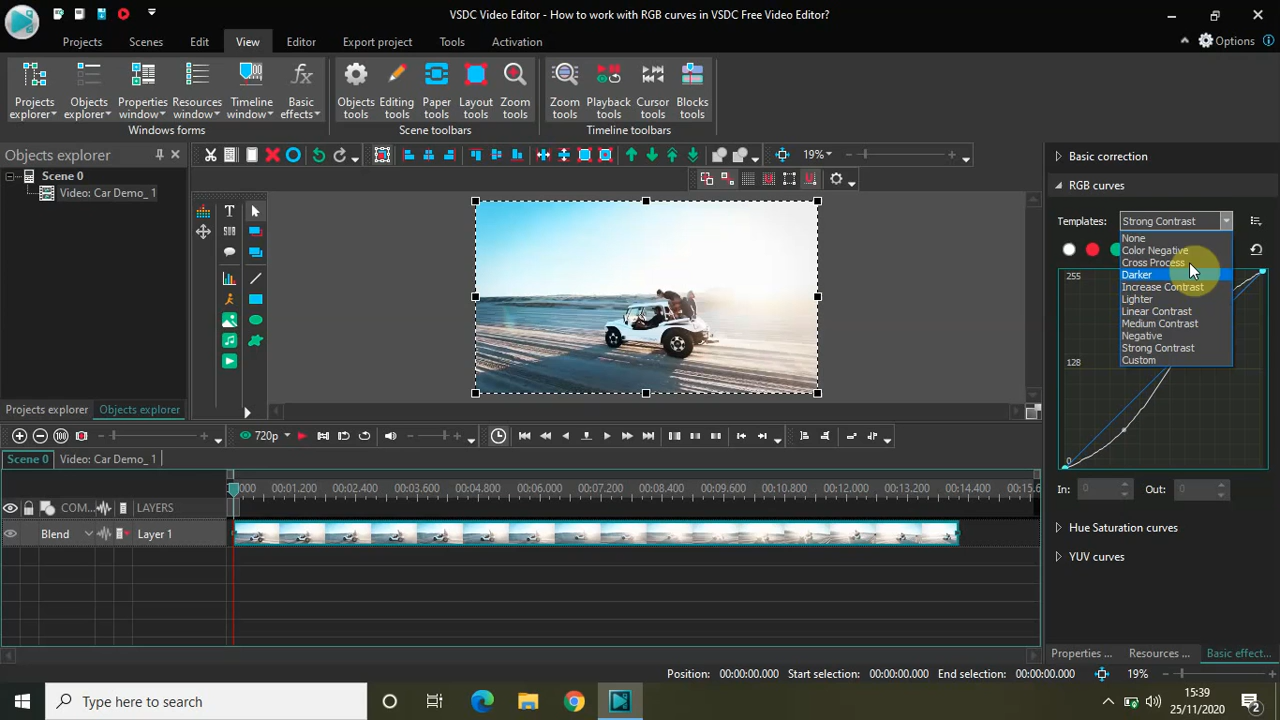 VSDC Video Editor - How to work with RGB curves in VSDC Free Video Editor?
Projects Scenes Edit View Editor Export project Tools Activation
Options
Projects explorer
Objects explorer
Properties window
Resources window
Timeline window
Basic effects
Objects tools
Editing tools
Paper tools
Layout tools
Zoom tools
Zoom tools
Playback tools
Cursor tools
Blocks tools
Windows forms
Scene toolbars
Timeline toolbars
Objects explorer
19%
Scene 0
Video: Car Demo_1
Basic correction
RGB curves
Templates: Strong Contrast
None
Color Negative
Cross Process
Darker
Increase Contrast
Lighter
Linear Contrast
Medium Contrast
Negative
Strong Contrast
Custom
255
128
0
In: 0 Out: 0
Hue Saturation curves
YUV curves
Projects explorer Objects explorer
720p
Scene 0 Video: Car Demo_1
000 00:01.200 00:02.400 00:03.600 00:04.800 00:06.000 00:07.200 00:08.400 00:09.600 00:10.800 00:12.000 00:13.200 00:14.400 00:15.6
COM... LAYERS
Blend Layer 1
Properties ... Resources ... Basic effect...
Position: 00:00:00.000 Start selection: 00:00:00.000 End selection: 00:00:00.000 19%
Type here to search
15:39
25/11/2020
2